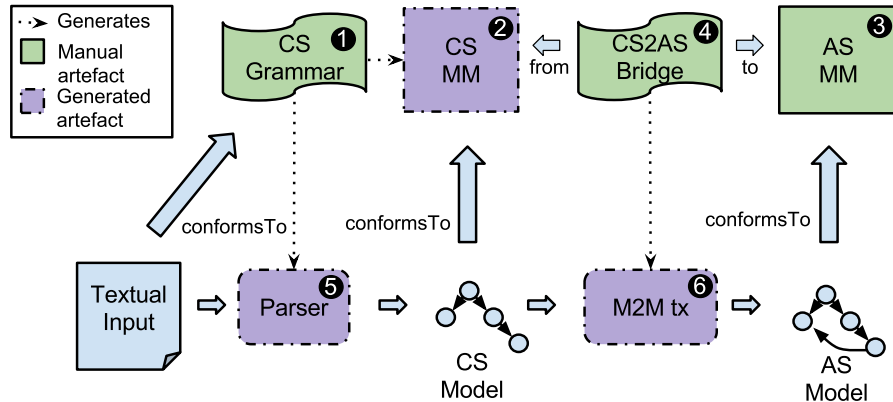 Generates
Manual
artefact
Generated
artefact
CS
Grammar
1
CS
MM
2
from
CS2AS
Bridge
4
to
AS
MM
3
conformsTo
conformsTo
conformsTo
Textual
Input
Parser
5
CS
Model
M2M tx
6
AS
Model